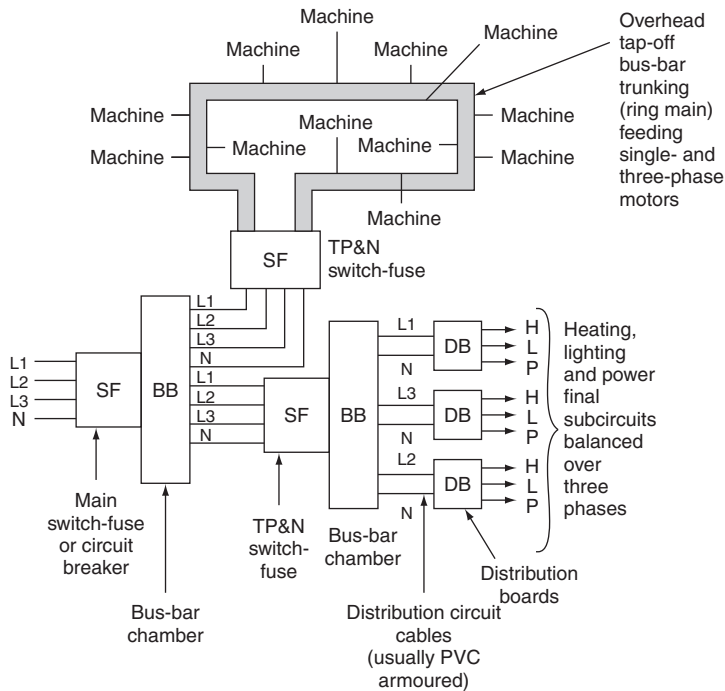 Machine
Machine
Machine
Machine
Overhead
tap-off
bus-bar
trunking
(ring main)
feeding
single- and
three-phase
motors
Machine
Machine
Machine
Machine
Machine
Machine
Machine
Machine
Machine
SF
TP&N
switch-fuse
L1
L2
L3
N
L1
L2
L3
N
SF
BB
L1
L2
L3
N
SF
BB
L1
N
DB
H
L
P
L3
N
DB
H
L
P
L2
N
DB
H
L
P
Heating,
lighting
and power
final
subcircuits
balanced
over
three
phases
Main
switch-fuse
or circuit
breaker
TP&N
switch-
fuse
Bus-bar
chamber
Distribution
boards
Bus-bar
chamber
Distribution circuit
cables
(usually PVC
armoured)